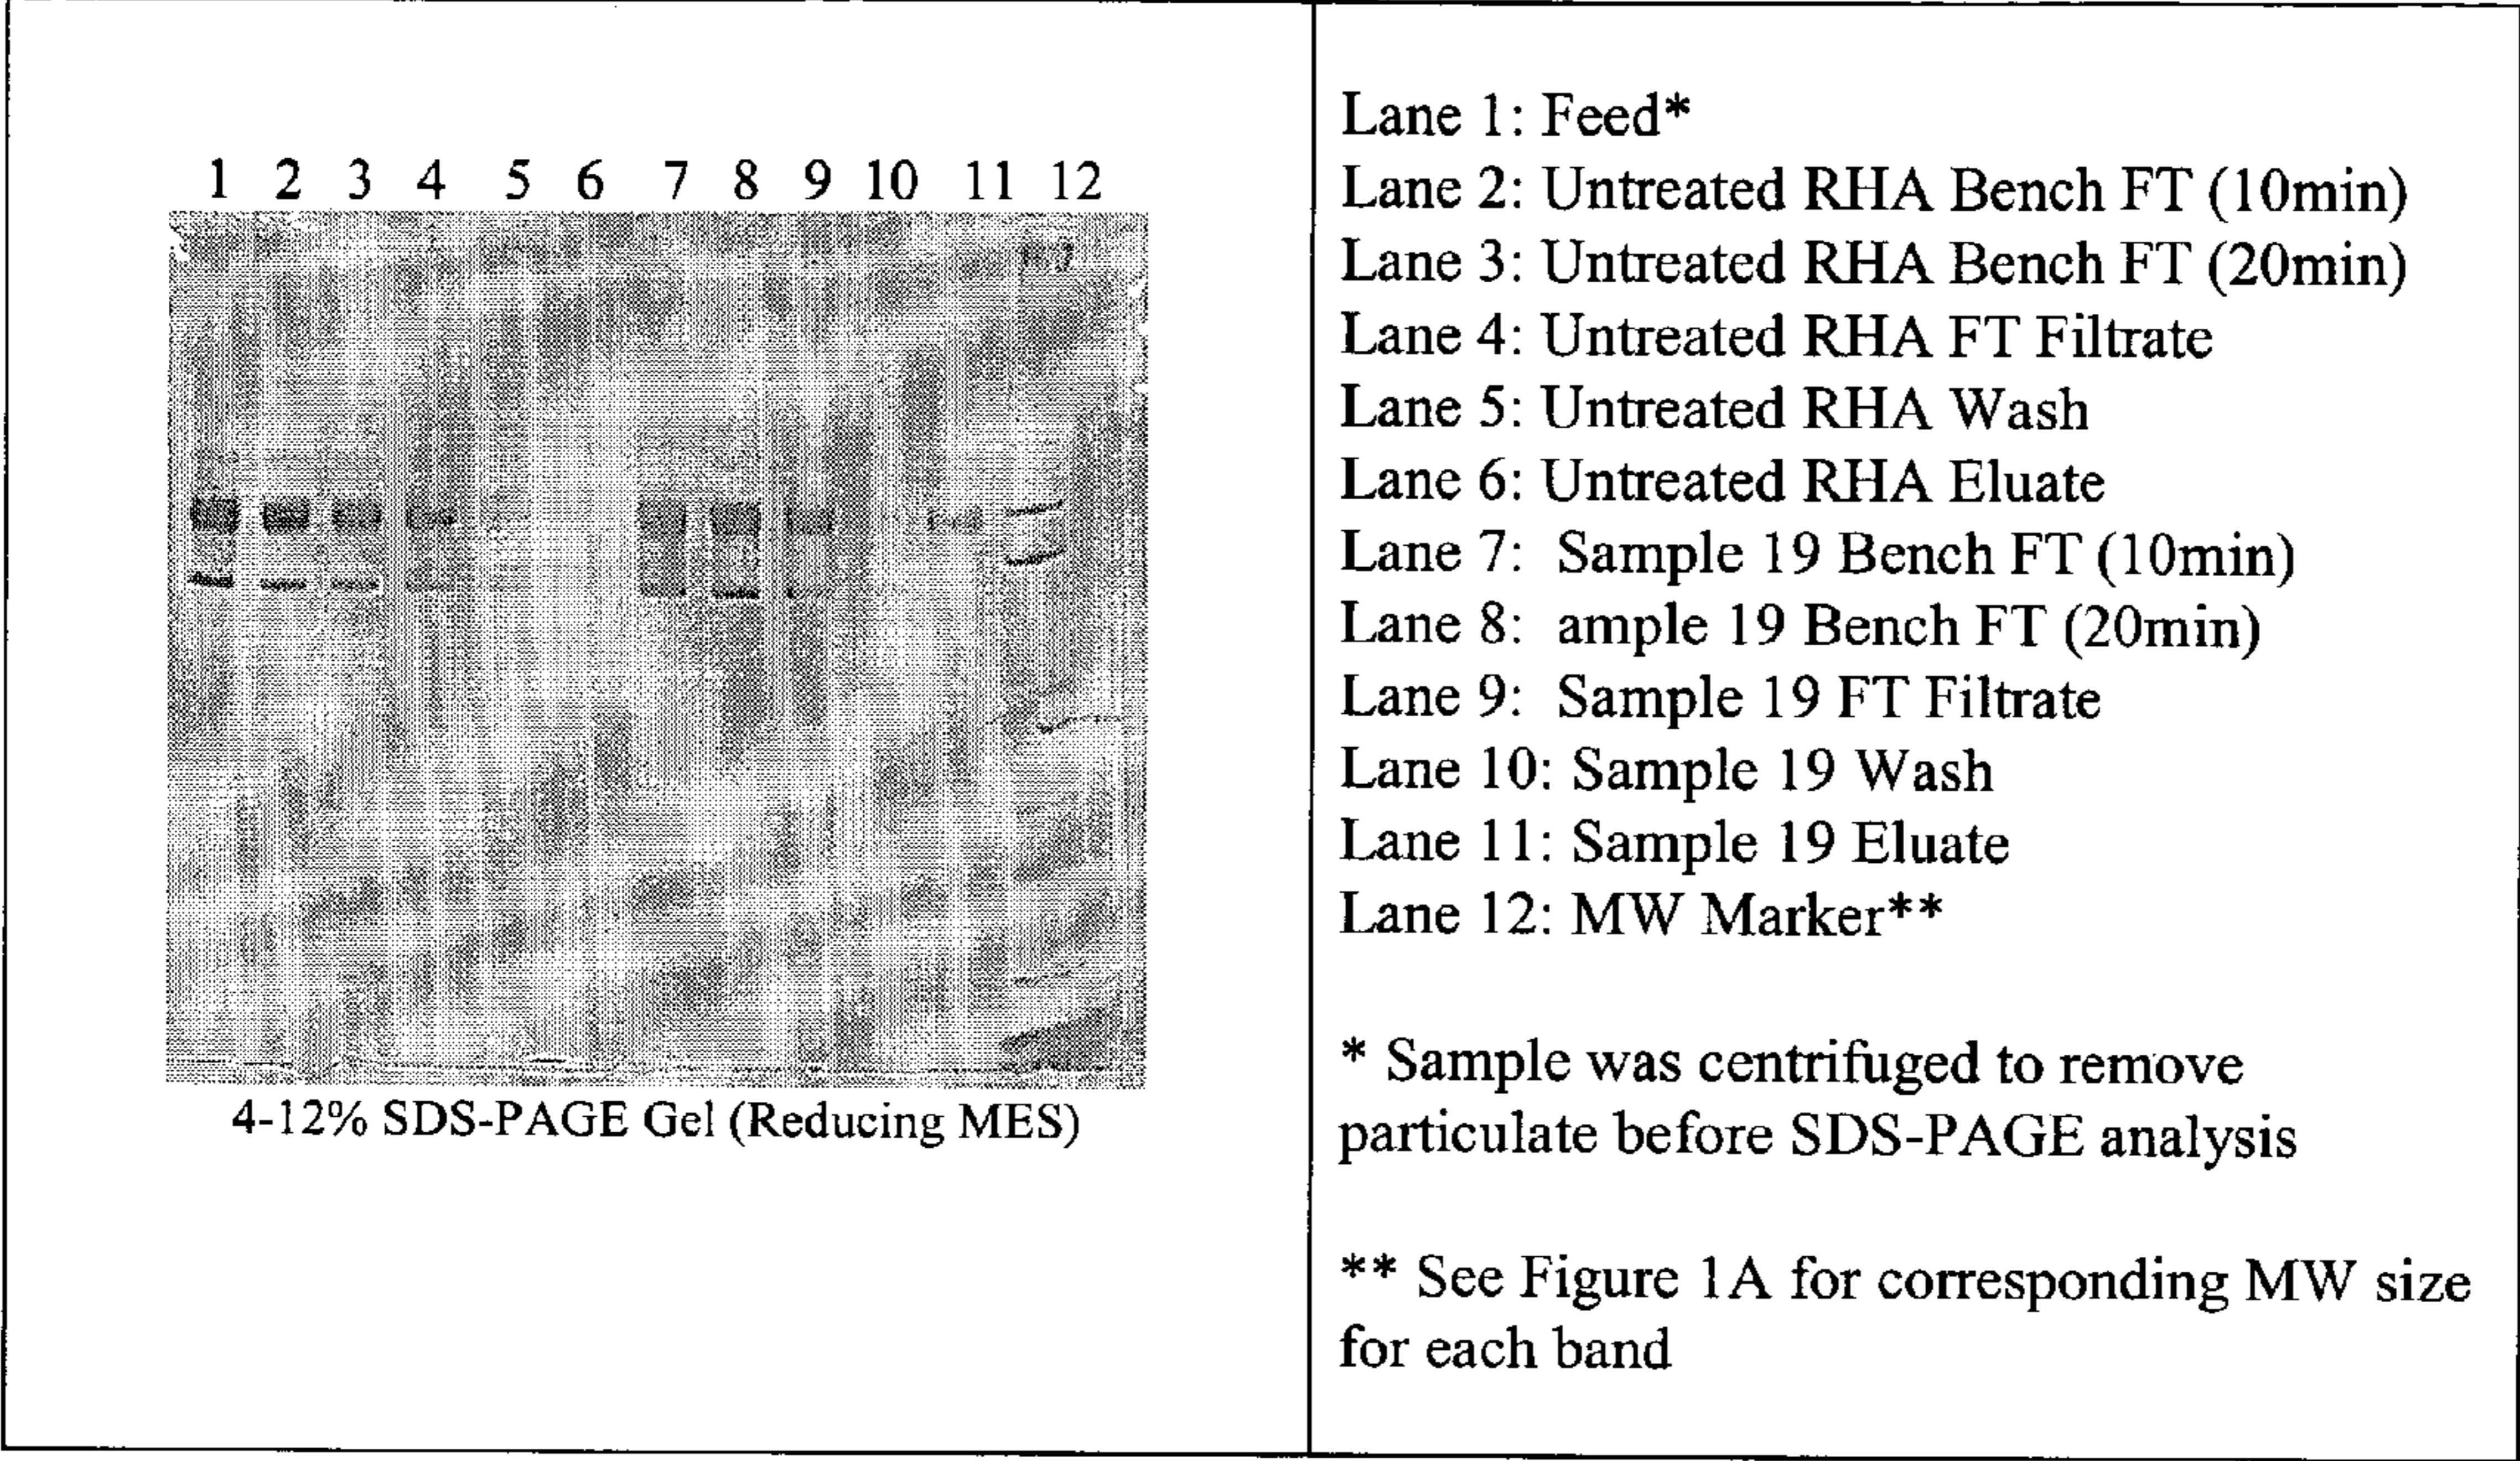 1 2 3 4 5 6 7 8 9 10 11 12
4-12% SDS-PAGE Gel (Reducing MES)
Lane 1: Feed*
Lane 2: Untreated RHA Bench FT (10min)
Lane 3: Untreated RHA Bench FT (20min)
Lane 4: Untreated RHA FT Filtrate
Lane 5: Untreated RHA Wash
Lane 6: Untreated RHA Eluate
Lane 7: Sample 19 Bench FT (10min)
Lane 8: ample 19 Bench FT (20min)
Lane 9: Sample 19 FT Filtrate
Lane 10: Sample 19 Wash
Lane 11: Sample 19 Eluate
Lane 12: MW Marker**
* Sample was centrifuged to remove
particulate before SDS-PAGE analysis
** See Figure 1A for corresponding MW size
for each band